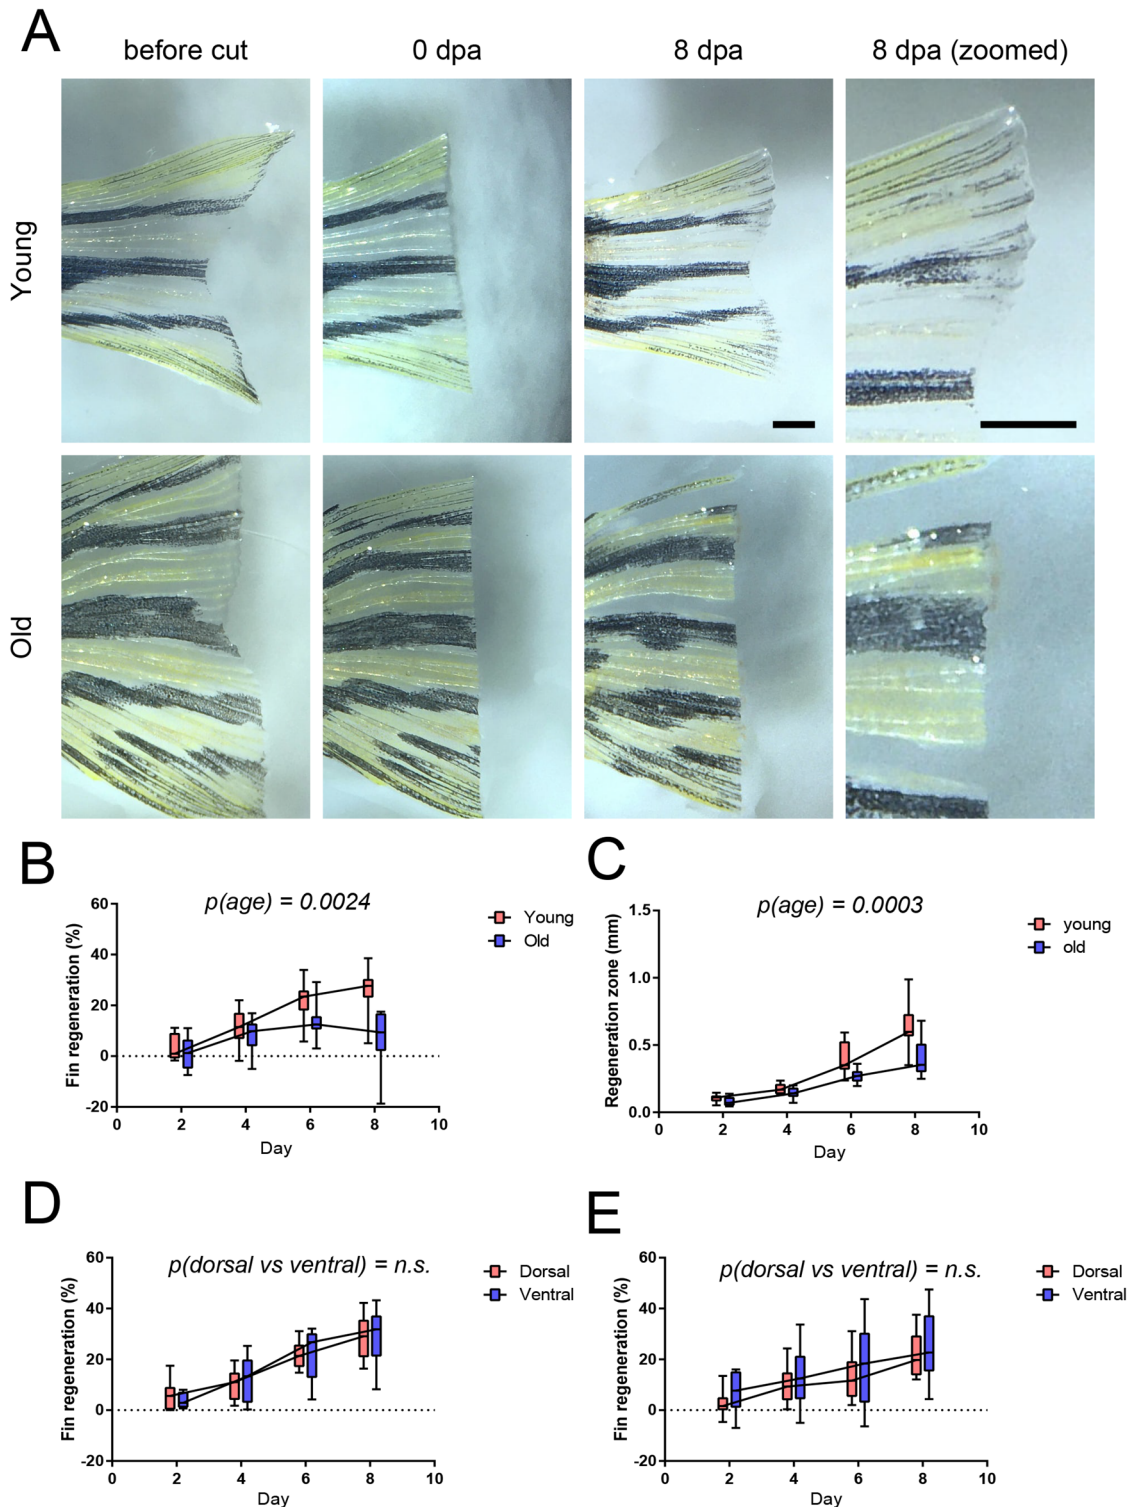 A
before cut
0 dpa
8 dpa
8 dpa (zoomed)
Young
Old
B
p(age) = 0.0024
Fin regeneration (%)
60
40
20
0
-20
0
2
4
6
8
10
Day
Young
Old
C
p(age) = 0.0003
Regeneration zone (mm)
1.5
1.0
0.5
0.0
0
2
4
6
8
10
Day
young
old
D
p(dorsal vs ventral) = n.s.
Fin regeneration (%)
60
40
20
0
-20
0
2
4
6
8
10
Day
Dorsal
Ventral
E
p(dorsal vs ventral) = n.s.
Fin regeneration (%)
60
40
20
0
-20
0
2
4
6
8
10
Day
Dorsal
Ventral